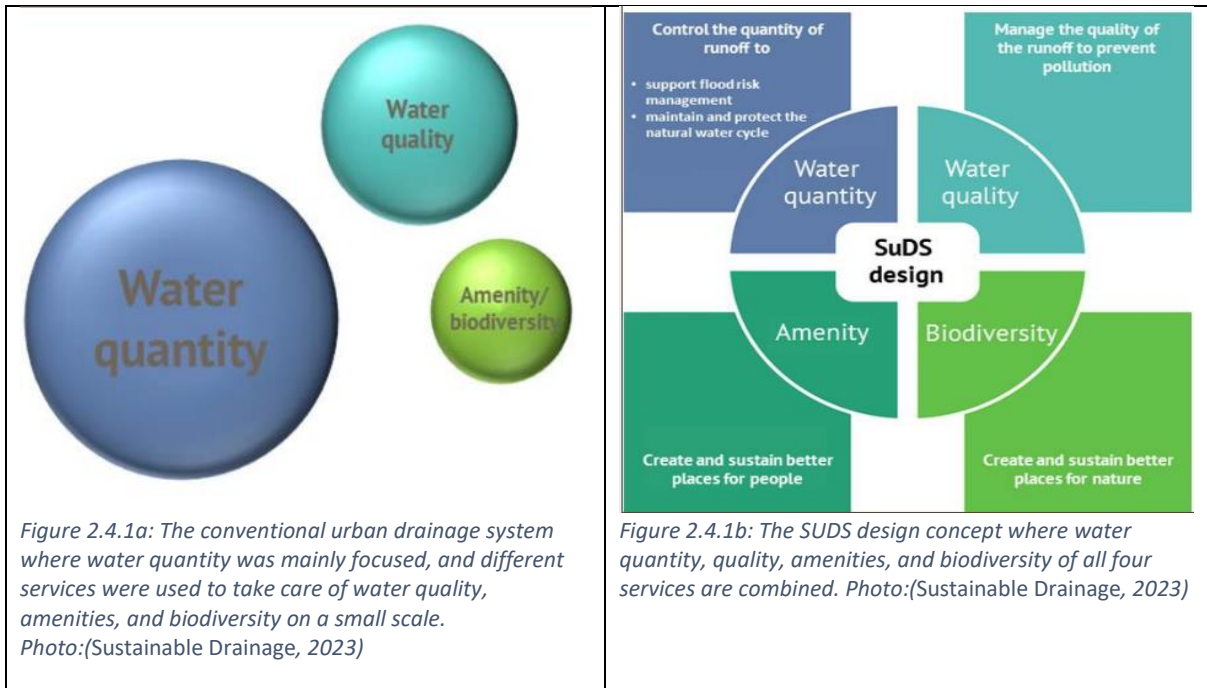 Water
quality
Water
quantity
Amenity/
biodiversity
Figure 2.4.1a: The conventional urban drainage system
where water quantity was mainly focused, and different
services were used to take care of water quality,
amenities, and biodiversity on a small scale.
Photo:(Sustainable Drainage, 2023)
Control the quantity of
runoff to
• support flood risk
management
• maintain and protect the
natural water cycle
Manage the quality of
the runoff to prevent
pollution
Water
quantity
Water
quality
SuDS
design
Amenity
Biodiversity
Create and sustain better
places for people
Create and sustain better
places for nature
Figure 2.4.1b: The SUDS design concept where water
quantity, quality, amenities, and biodiversity of all four
services are combined. Photo:(Sustainable Drainage, 2023)